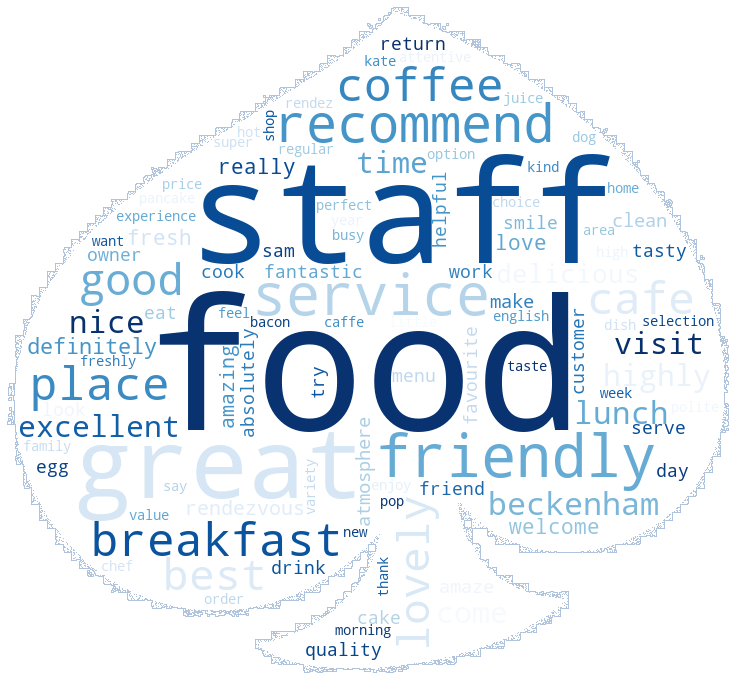 return
kate attentive
coffee juice
rendez
recommend
shop
hot
super
dog
regular
time option
really
kind
staff
helpful
home
price
pancake
choice
perfect
experience
year
smile
clean
area
busy
love
want
fresh
sam
high
tasty
owner
cook fantastic work delicious
good
service
make cafe
feel
english
dish selection
nice
bacon caffe
food
customer
visit
definitely
freshly
amazing
absolutely
try
menu
favourite
taste
highly
place
week
polite
look
lunch
excellent
serve
great
friendly
family
atmosphere
egg
day
say
variety
enjoy
friend
pop
rendezvous
beckenham
value
welcome
breakfast
new
lovely
chef
best
drink
thank
amaze
order
cake
come
morning
quality
eat